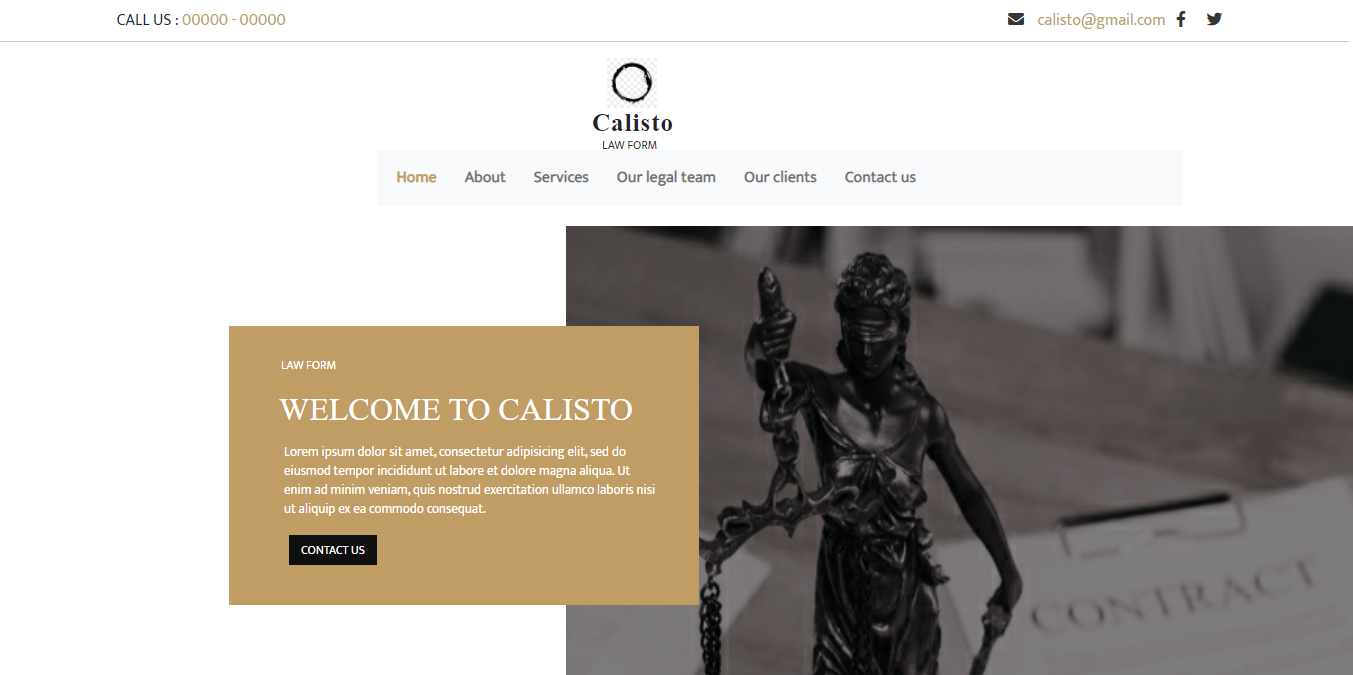 CALL US : 00000 - 00000
calisto@gmail.com
Calisto
LAW FORM
Home About Services Our legal team Our clients Contact us
LAW FORM
WELCOME TO CALISTO
Lorem ipsum dolor sit amet, consectetur adipisicing elit, sed do
eiusmod tempor incididunt ut labore et dolore magna aliqua. Ut
enim ad minim veniam, quis nostrud exercitation ullamco laboris nisi
ut aliquip ex ea commodo consequat.
CONTACT US
CONTRACT